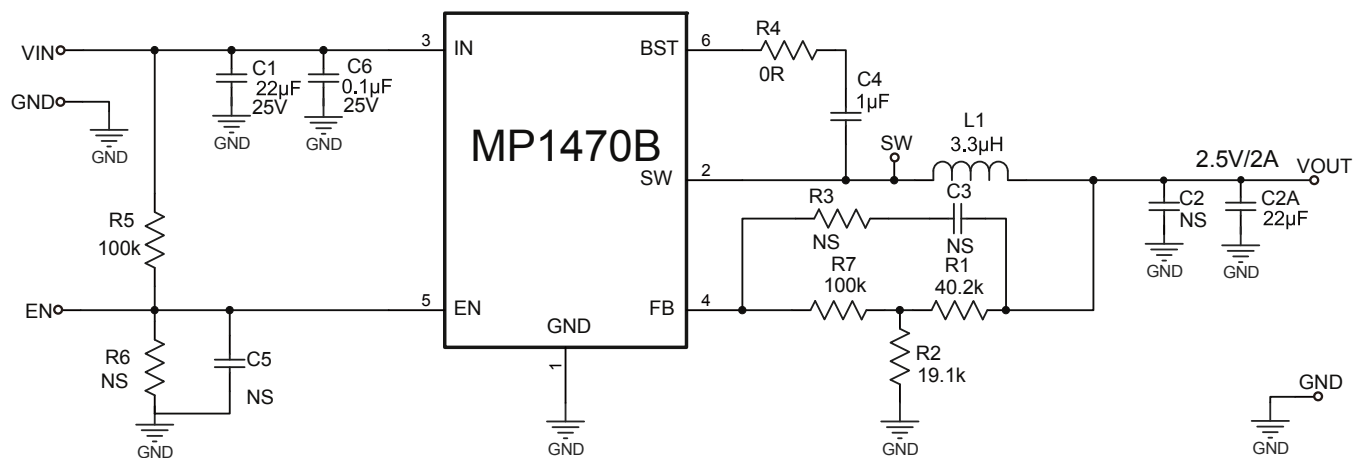 VIN
GND
GND
3
IN
C1
22µF
25V
GND
C6
0.1µF
25V
GND
MP1470B
BST
6
R4
0R
C4
1µF
SW
2
SW
L1
3.3µH
2.5V/2A
VOUT
C2
NS
GND
C2A
22µF
GND
R3
NS
C3
NS
R5
100k
R7
100k
R1
40.2k
EN
5
EN
FB
4
GND
1
GND
R6
NS
C5
NS
GND
R2
19.1k
GND
GND
GND